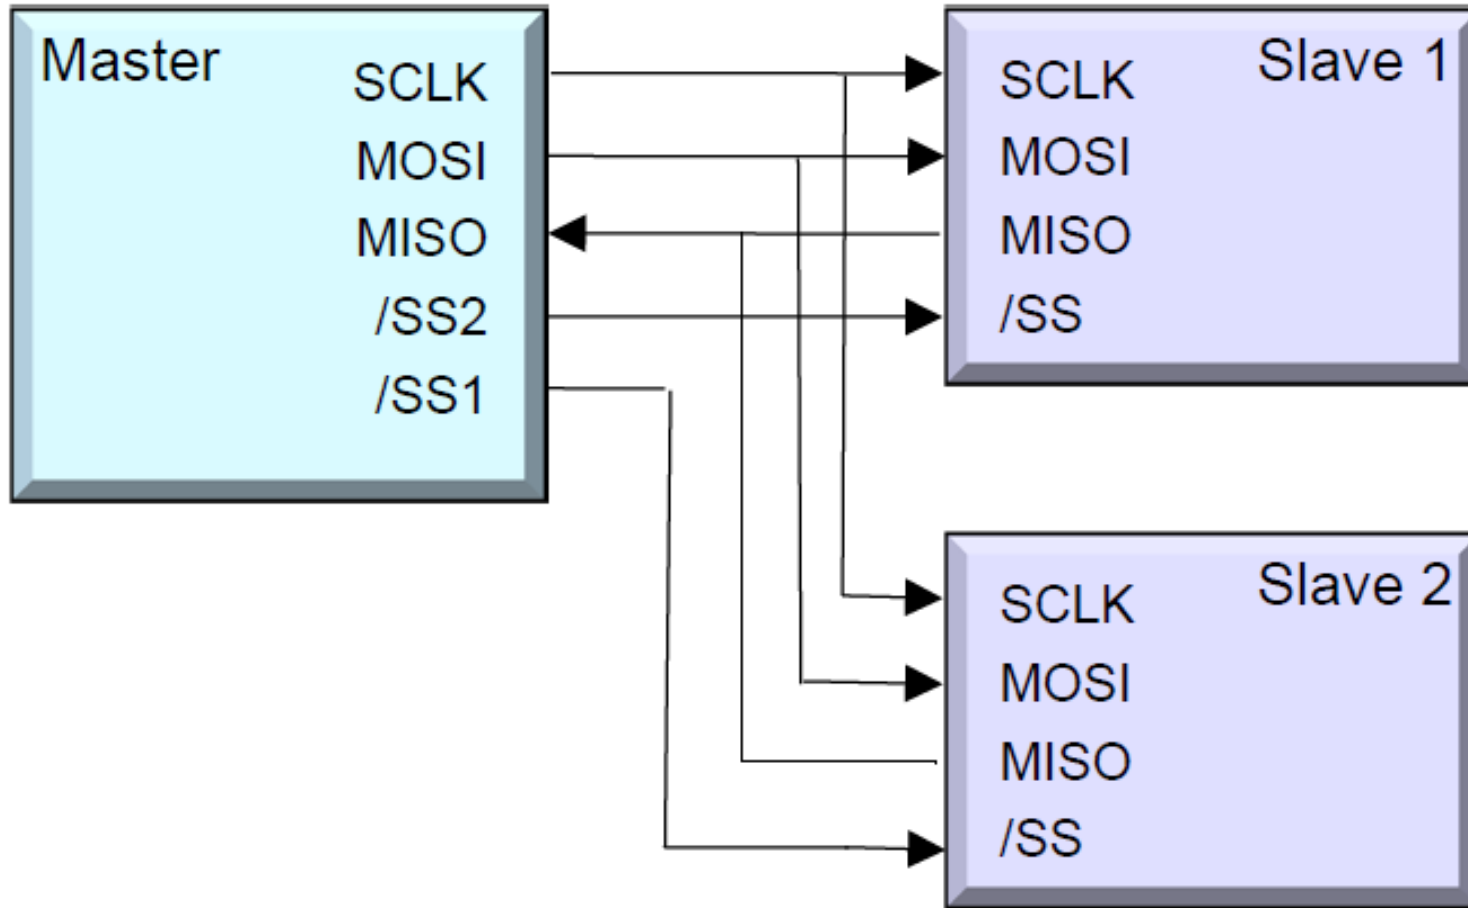 Master
SCLK
MOSI
MISO
/SS2
/SS1
Slave 1
SCLK
MOSI
MISO
/SS
Slave 2
SCLK
MOSI
MISO
/SS